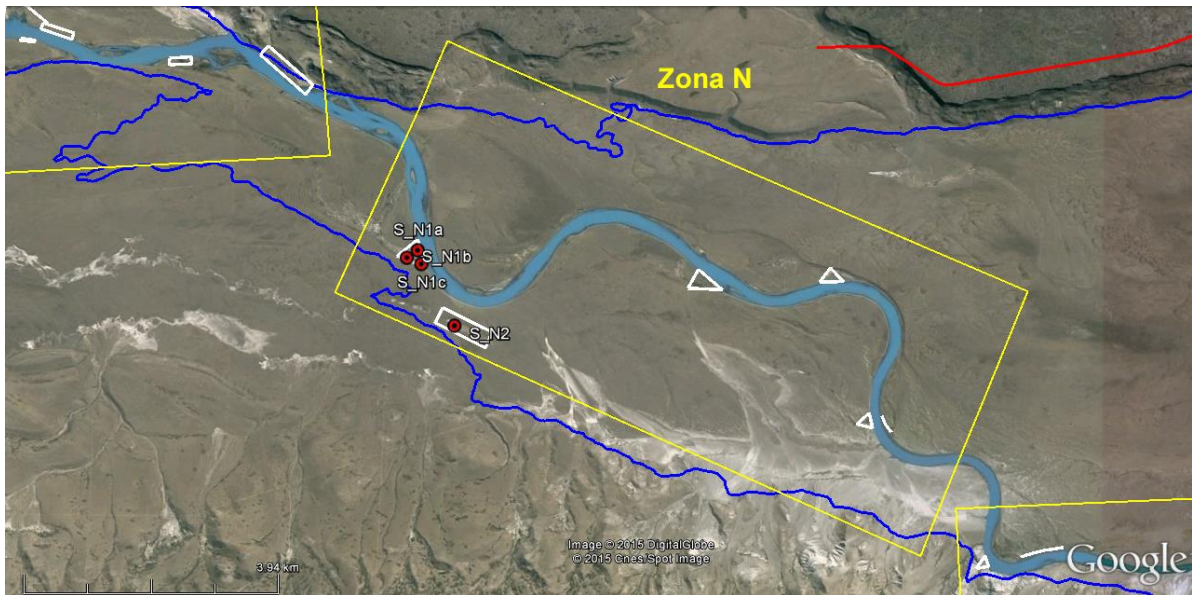 Zona N
S_N1a
S_N1b
S_N1c
S_N2
Image © 2015 DigitalGlobe
© 2015 Cnes/Spot Image
3.94 km
Google